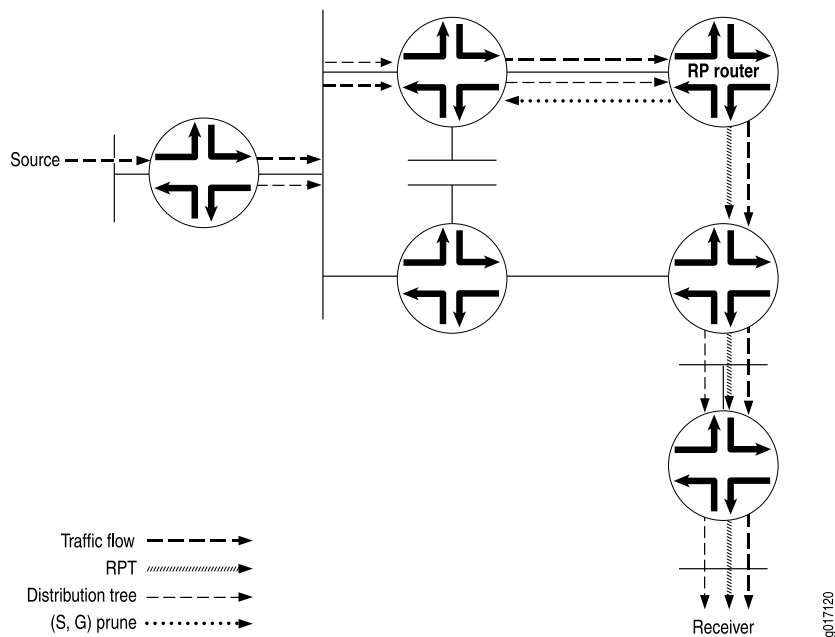 RP router
Source
Traffic flow
RPT
Distribution tree
(S, G) prune
Receiver
g017120